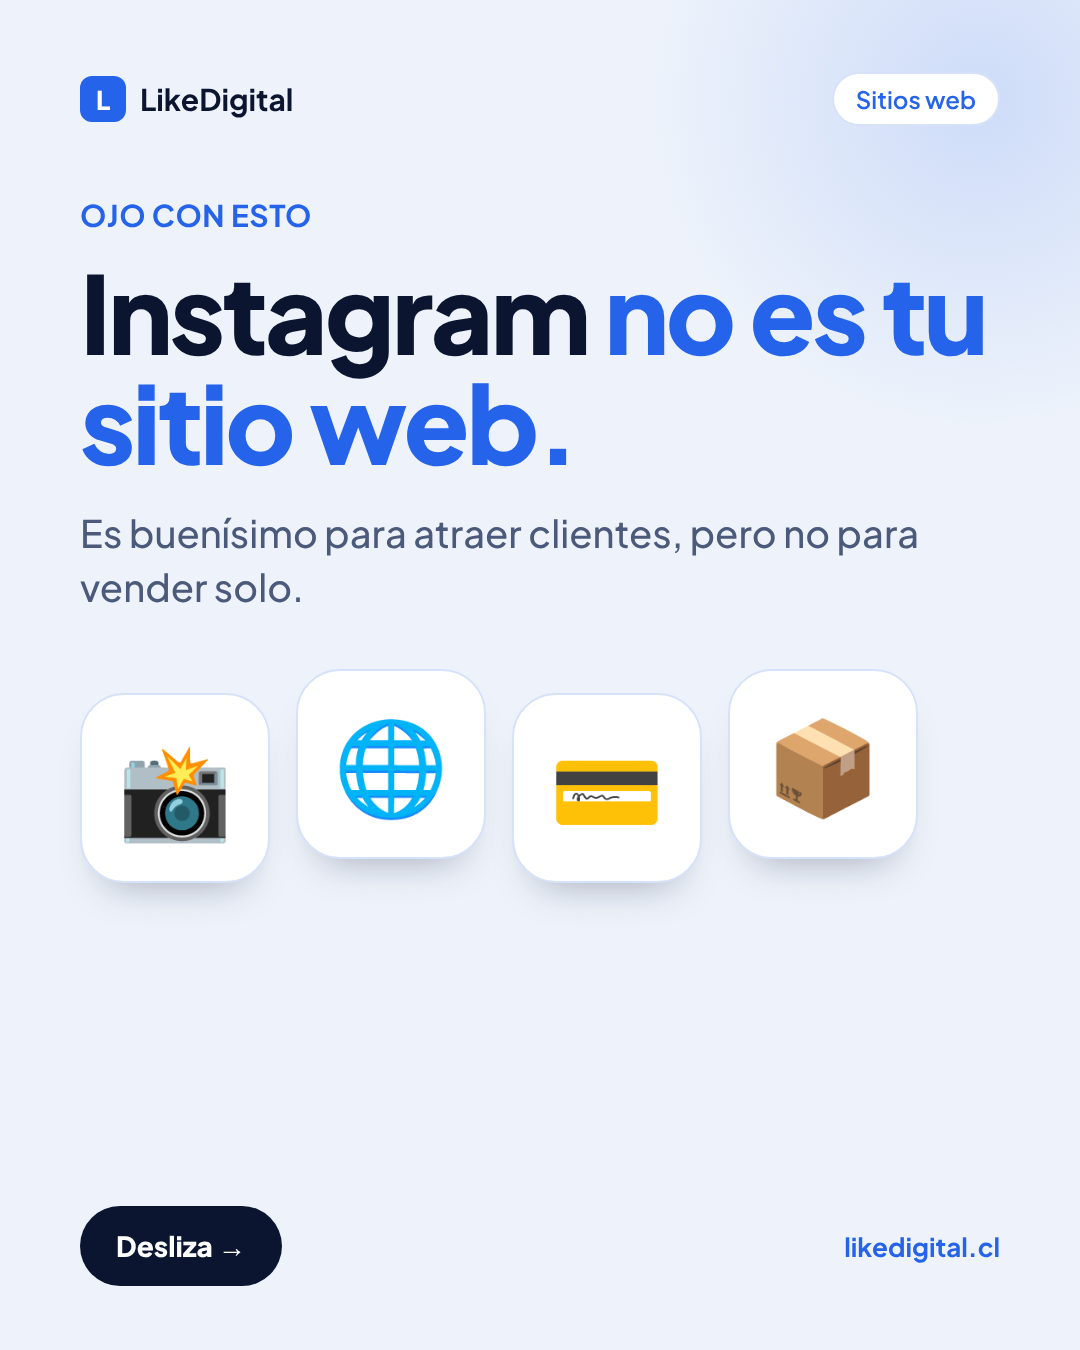 L LikeDigital
Sitios web
OJO CON ESTO
Instagram no es tu
sitio web.
Es buenísimo para atraer clientes, pero no para
vender solo.
Desliza →
likedigital.cl